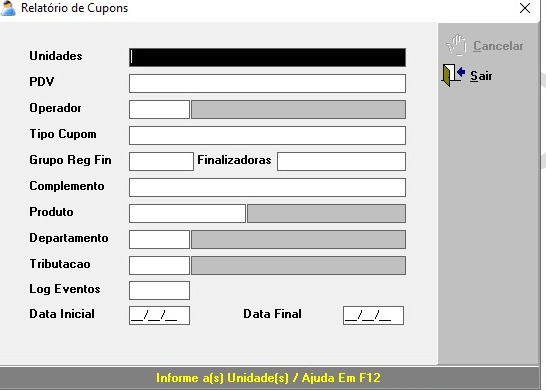 Relatório de Cupons
Cancelar
Sair
Unidades
PDV
Operador
Tipo Cupom
Grupo Reg Fin Finalizadoras
Complemento
Produto
Departamento
Tributacao
Log Eventos
Data Inicial __/__/__ Data Final __/__/__
Informe a(s) Unidade(s) / Ajuda Em F12